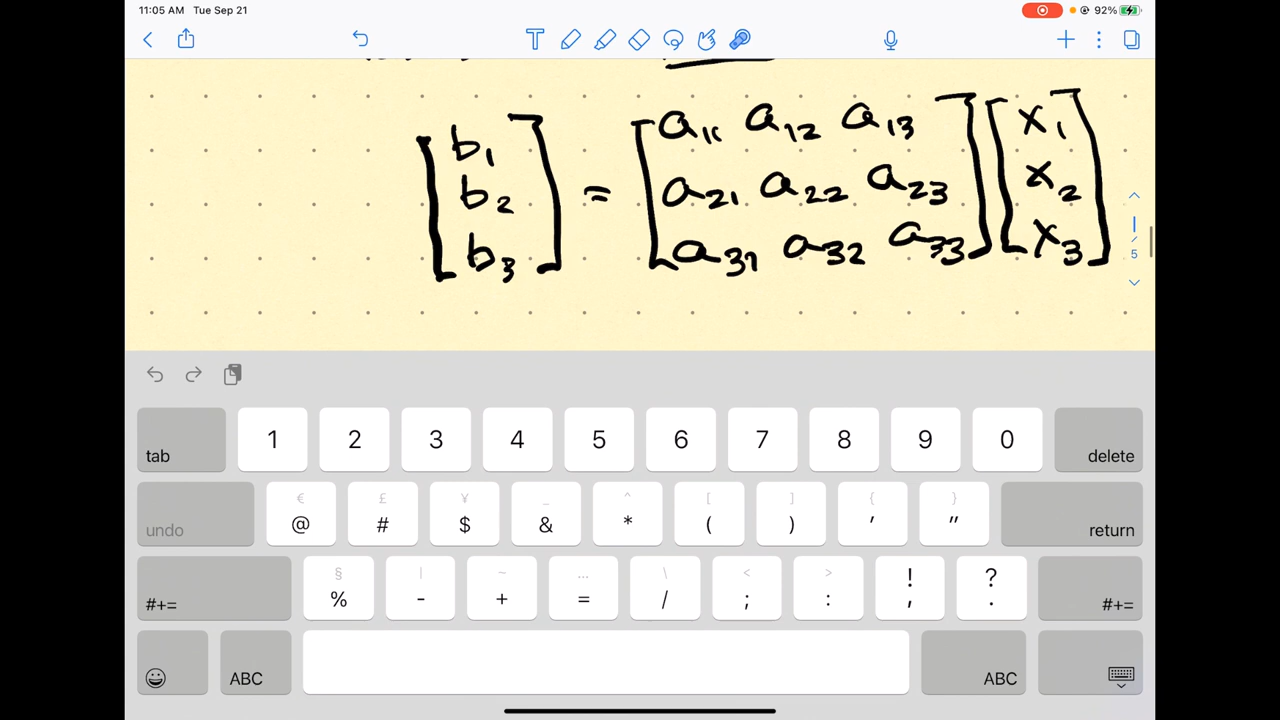 11:05 AM Tue Sep 21 92%
b1 a11 a12 a13 x1
b2 = a21 a22 a23 x2
b3 a31 a32 a33 x3
1 / 5
tab 1 2 3 4 5 6 7 8 9 0 delete
€ £ ¥ _ ^ [ ] { }
undo @ # $ & * ( ) ' " return
§ | ~ … \ < > ! ?
#+= % - + = / ; : , . #+=
ABC ABC